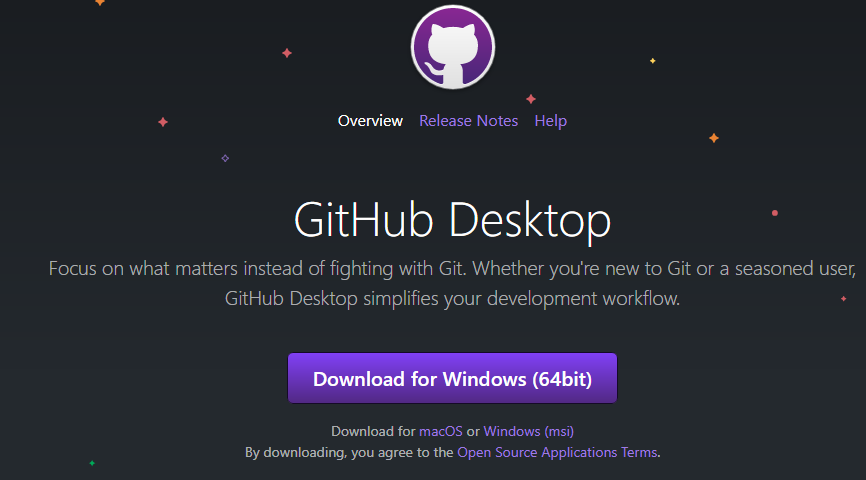 Overview Release Notes Help
GitHub Desktop
Focus on what matters instead of fighting with Git. Whether you're new to Git or a seasoned user,
GitHub Desktop simplifies your development workflow.
Download for Windows (64bit)
Download for macOS or Windows (msi)
By downloading, you agree to the Open Source Applications Terms.